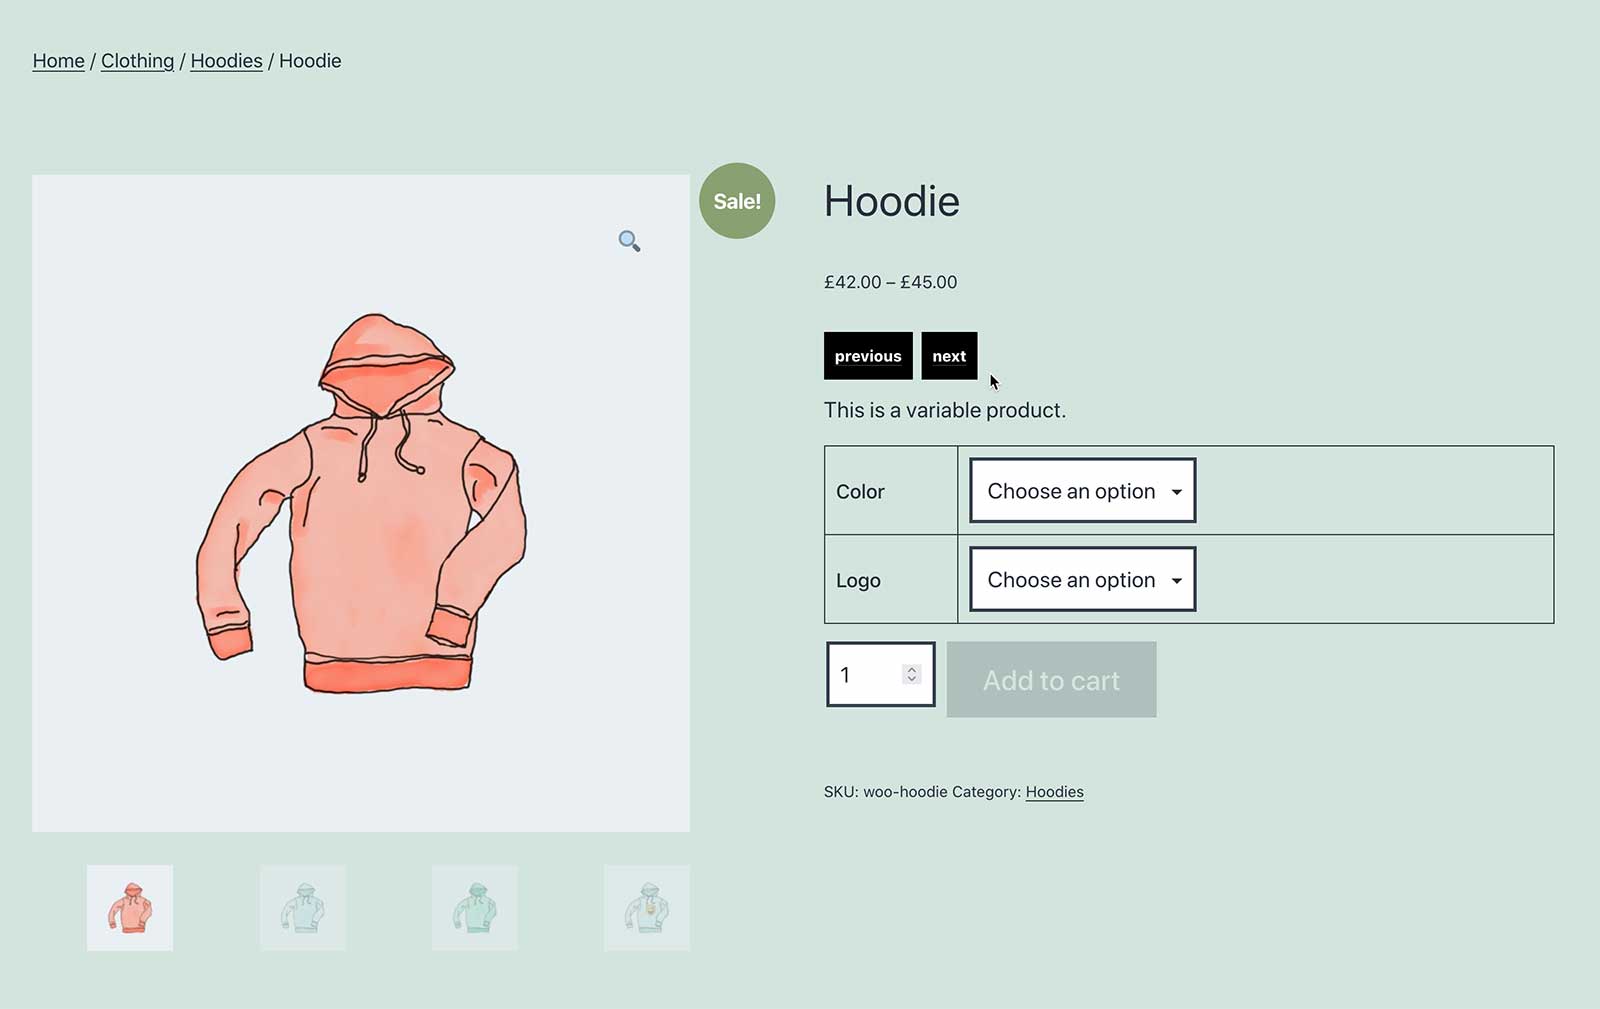 Home / Clothing / Hoodies / Hoodie
Sale!
Hoodie
£42.00 – £45.00
previous next
This is a variable product.
Color Choose an option
Logo Choose an option
1 Add to cart
SKU: woo-hoodie Category: Hoodies